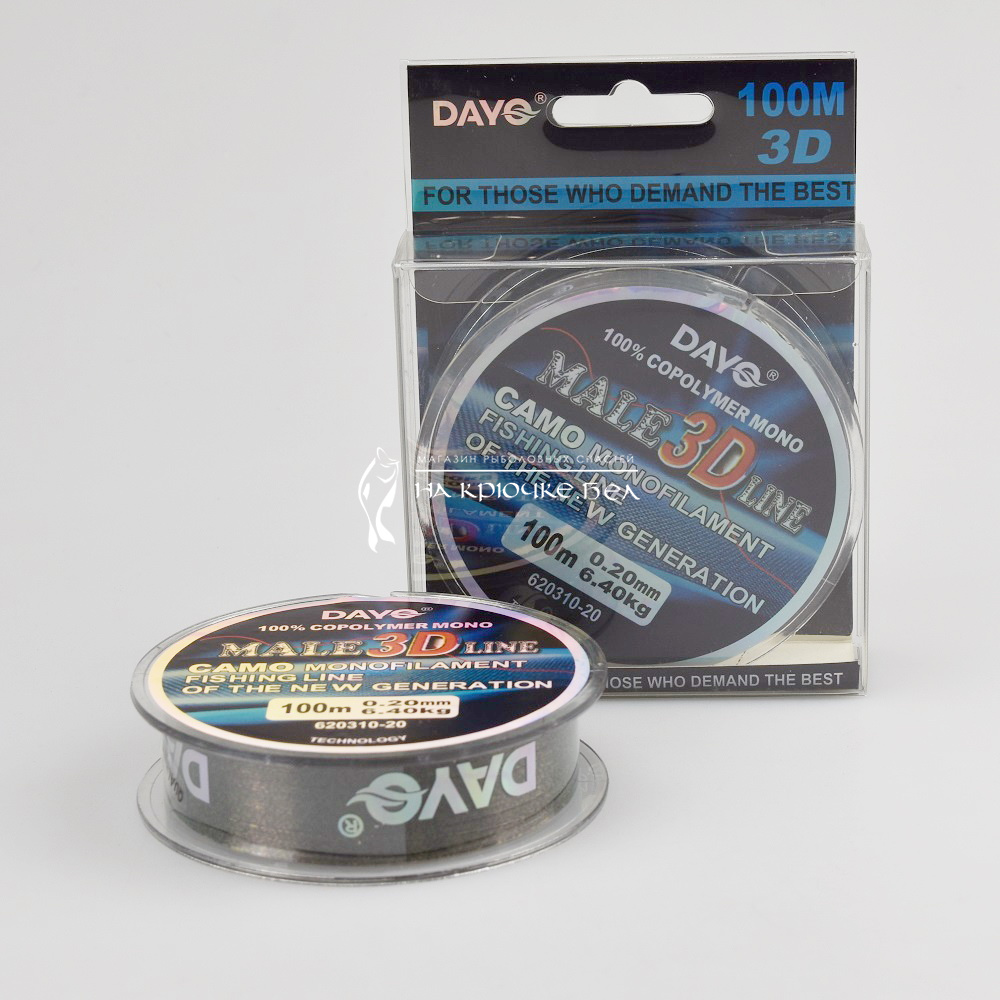 DAYO®
100M
3D
FOR THOSE WHO DEMAND THE BEST
DAYO®
100% COPOLYMER MONO
MALE 3D LINE
CAMO MONOFILAMENT
FISHING LINE
OF THE NEW GENERATION
100m 0.20mm
6.40kg
620310-20
HOSE WHO DEMAND THE BEST
МАГАЗИН РЫБОЛОВНЫХ СНАСТЕЙ
НА КРЮЧКЕ БЕЛ
DAYO®
100% COPOLYMER MONO
MALE 3D LINE
CAMO MONOFILAMENT
FISHING LINE
OF THE NEW GENERATION
100m 0.20mm
6.40kg
620310-20
TECHNOLOGY
DAYO®